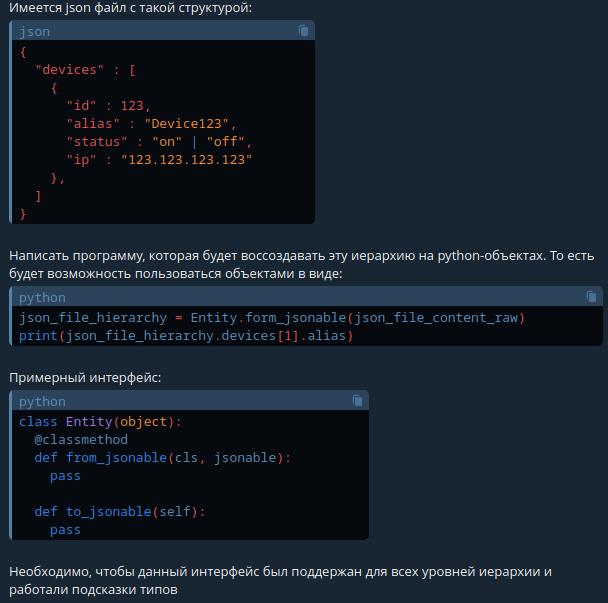 Имеется json файл с такой структурой:
json
{
  "devices" : [
    {
      "id" : 123,
      "alias" : "Device123",
      "status" : "on" | "off",
      "ip" : "123.123.123.123"
    },
  ]
}
Написать программу, которая будет воссоздавать эту иерархию на python-объектах. То есть
будет возможность пользоваться объектами в виде:
python
json_file_hierarchy = Entity.form_jsonable(json_file_content_raw)
print(json_file_hierarchy.devices[1].alias)
Примерный интерфейс:
python
class Entity(object):
  @classmethod
  def from_jsonable(cls, jsonable):
    pass

  def to_jsonable(self):
    pass
Необходимо, чтобы данный интерфейс был поддержан для всех уровней иерархии и
работали подсказки типов